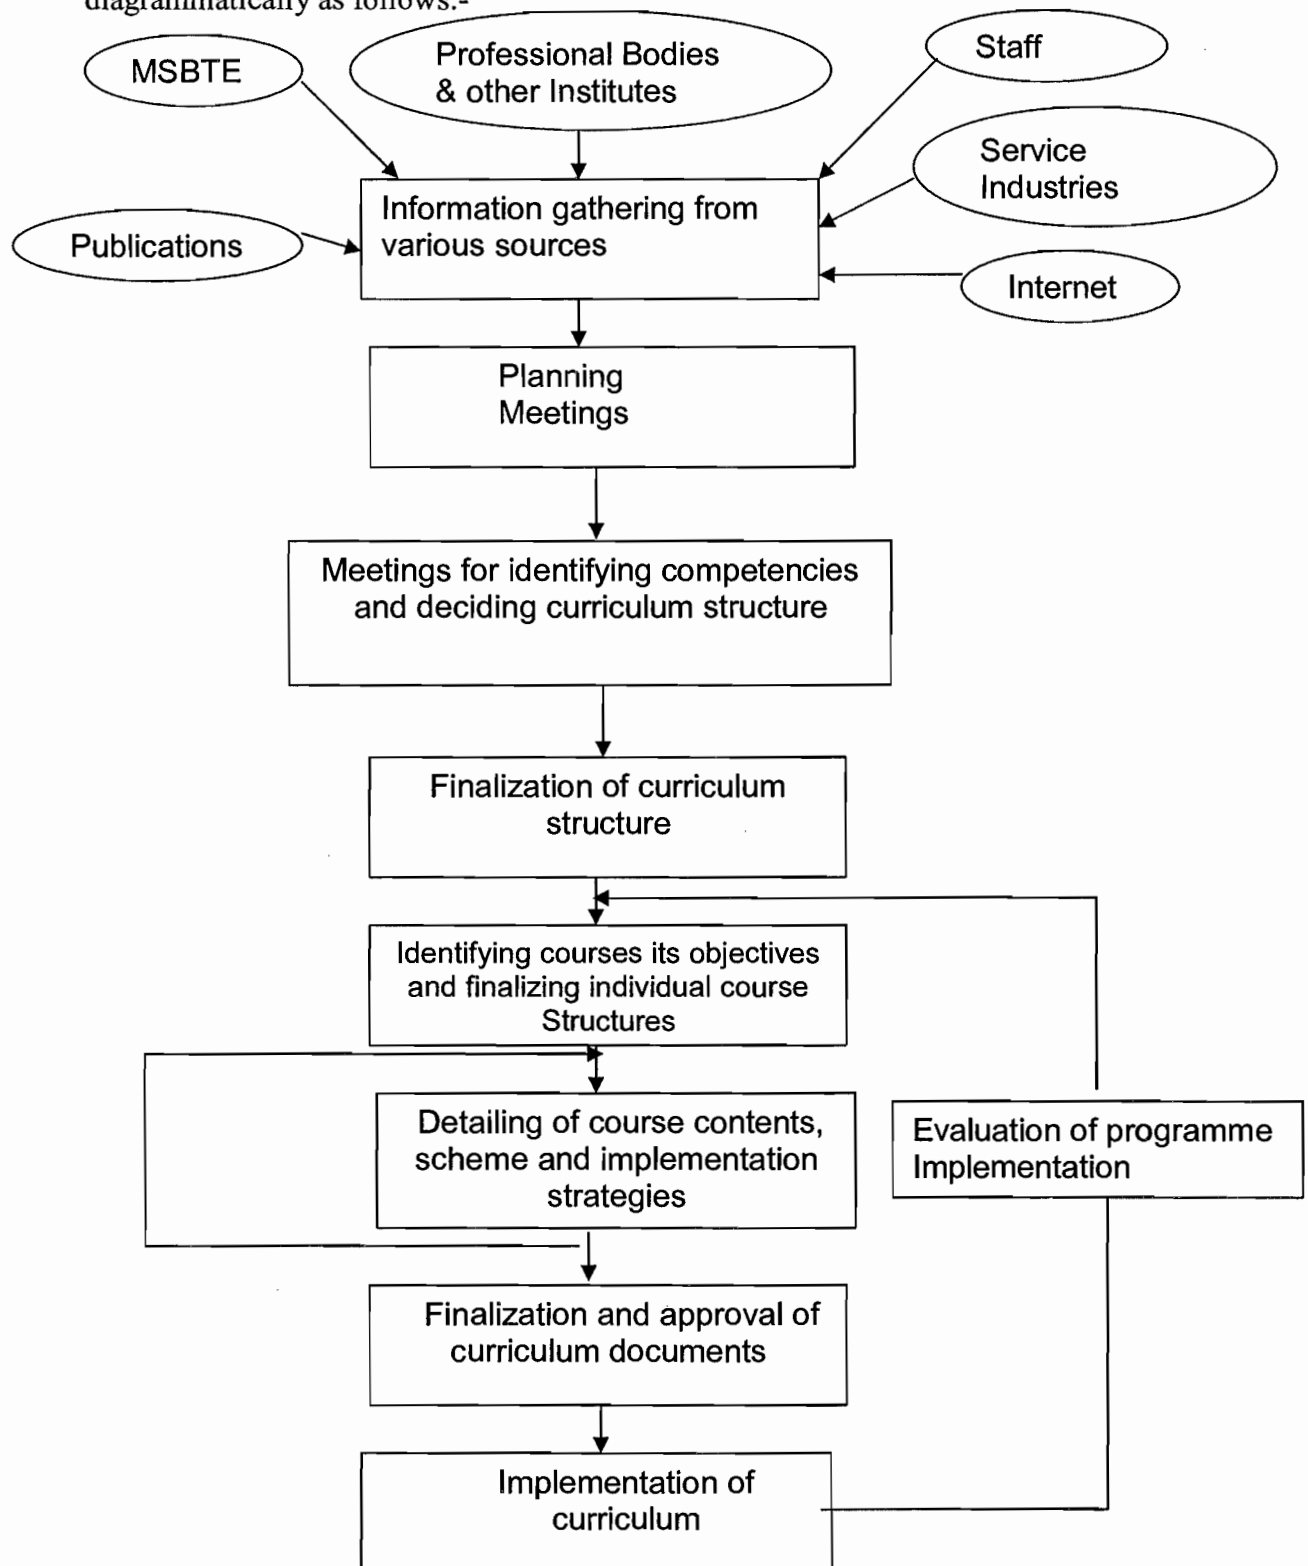 diagrammatically as follows:-
MSBTE
Professional Bodies
& other Institutes
Staff
Service
Industries
Publications
Information gathering from
various sources
Internet
Planning
Meetings
Meetings for identifying competencies
and deciding curriculum structure
Finalization of curriculum
structure
Identifying courses its objectives
and finalizing individual course
Structures
Detailing of course contents,
scheme and implementation
strategies
Evaluation of programme
Implementation
Finalization and approval of
curriculum documents
Implementation of
curriculum